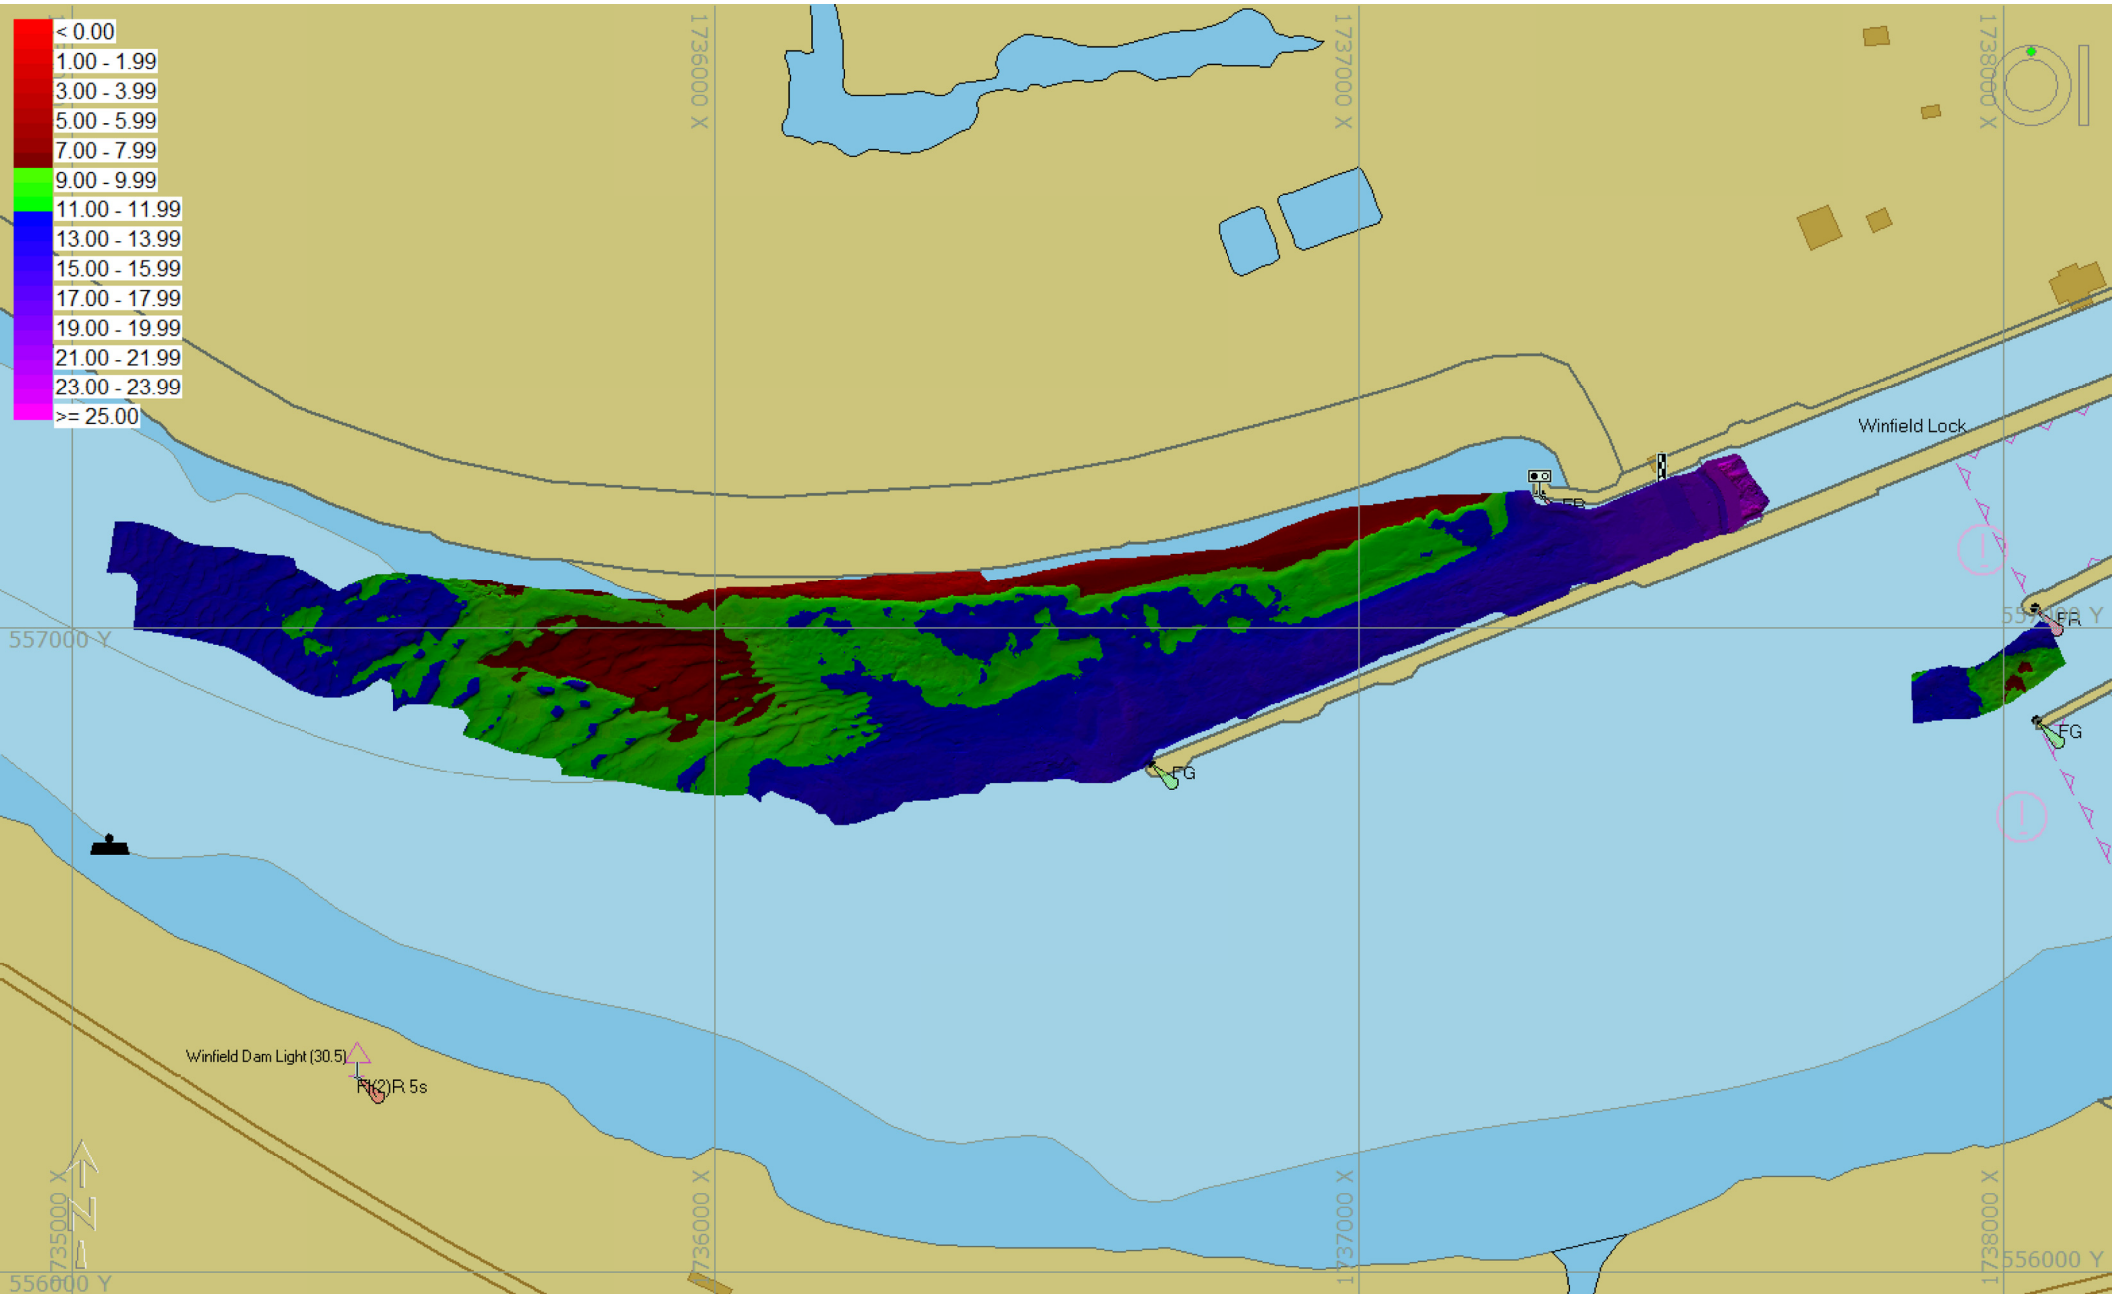 < 0.00
1.00 - 1.99
3.00 - 3.99
5.00 - 5.99
7.00 - 7.99
9.00 - 9.99
11.00 - 11.99
13.00 - 13.99
15.00 - 15.99
17.00 - 17.99
19.00 - 19.99
21.00 - 21.99
23.00 - 23.99
>= 25.00
1736000 X
1737000 X
1738000 X
Winfield Lock
FR
557000 Y
557000 Y
FR
FG
FG
Winfield Dam Light (30.5)
Fl(2)R 5s
N
1735000 X
1736000 X
1737000 X
1738000 X
556000 Y
556000 Y